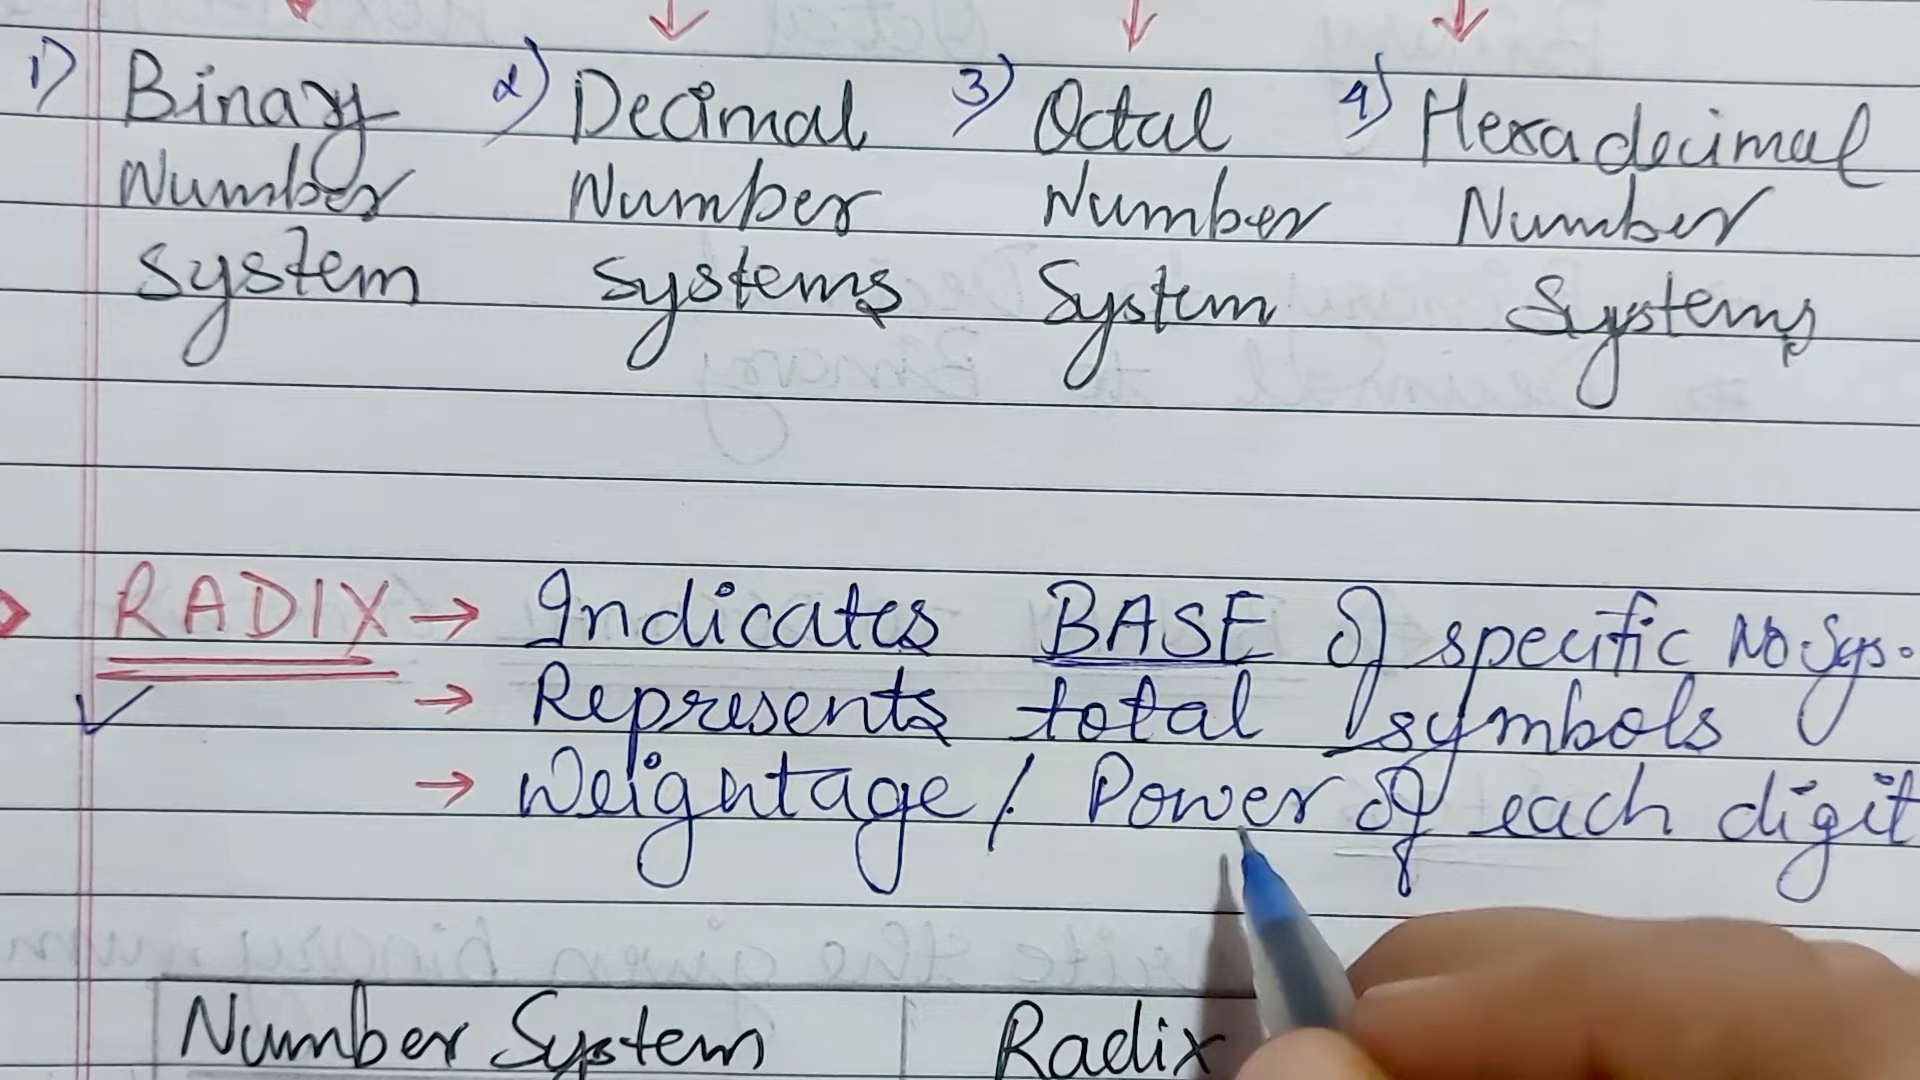 1) Binary 2) Decimal 3) Octal 4) Hexadecimal
Number Number Number Number
System Systems System Systems
RADIX → Indicates BASE of specific No. Sys.
→ Represents total symbols
→ Weightage / Power of each digit
Number System Radix